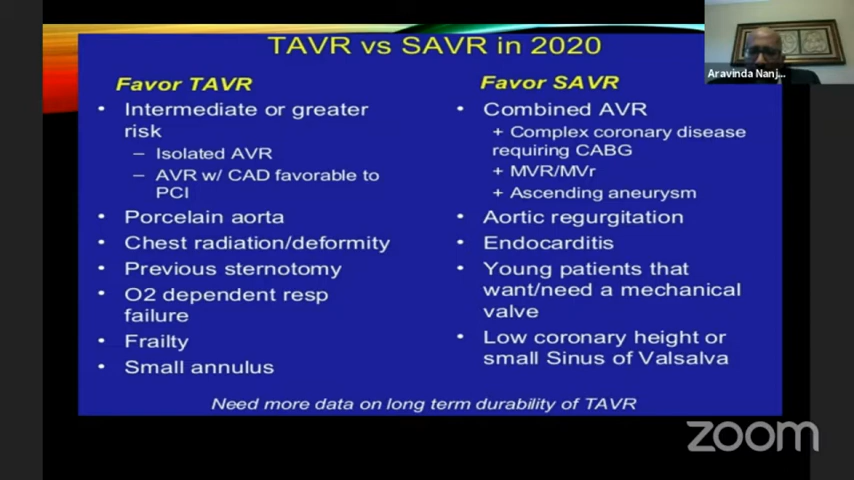 TAVR vs SAVR in 2020
Aravinda Nanj...
Favor TAVR
• Intermediate or greater
risk
– Isolated AVR
– AVR w/ CAD favorable to
PCI
• Porcelain aorta
• Chest radiation/deformity
• Previous sternotomy
• O2 dependent resp
failure
• Frailty
• Small annulus
Favor SAVR
• Combined AVR
+ Complex coronary disease
requiring CABG
+ MVR/MVr
+ Ascending aneurysm
• Aortic regurgitation
• Endocarditis
• Young patients that
want/need a mechanical
valve
• Low coronary height or
small Sinus of Valsalva
Need more data on long term durability of TAVR
zoom